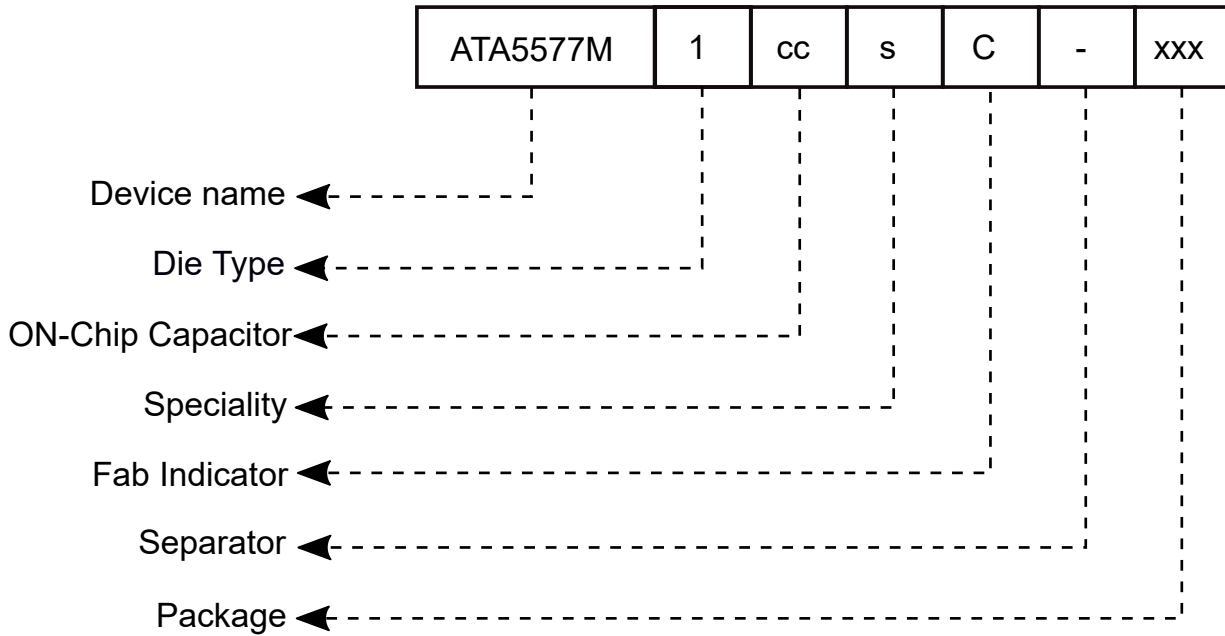 ATA5577M 1 cc s C - xxx
Device name
Die Type
ON-Chip Capacitor
Speciality
Fab Indicator
Separator
Package